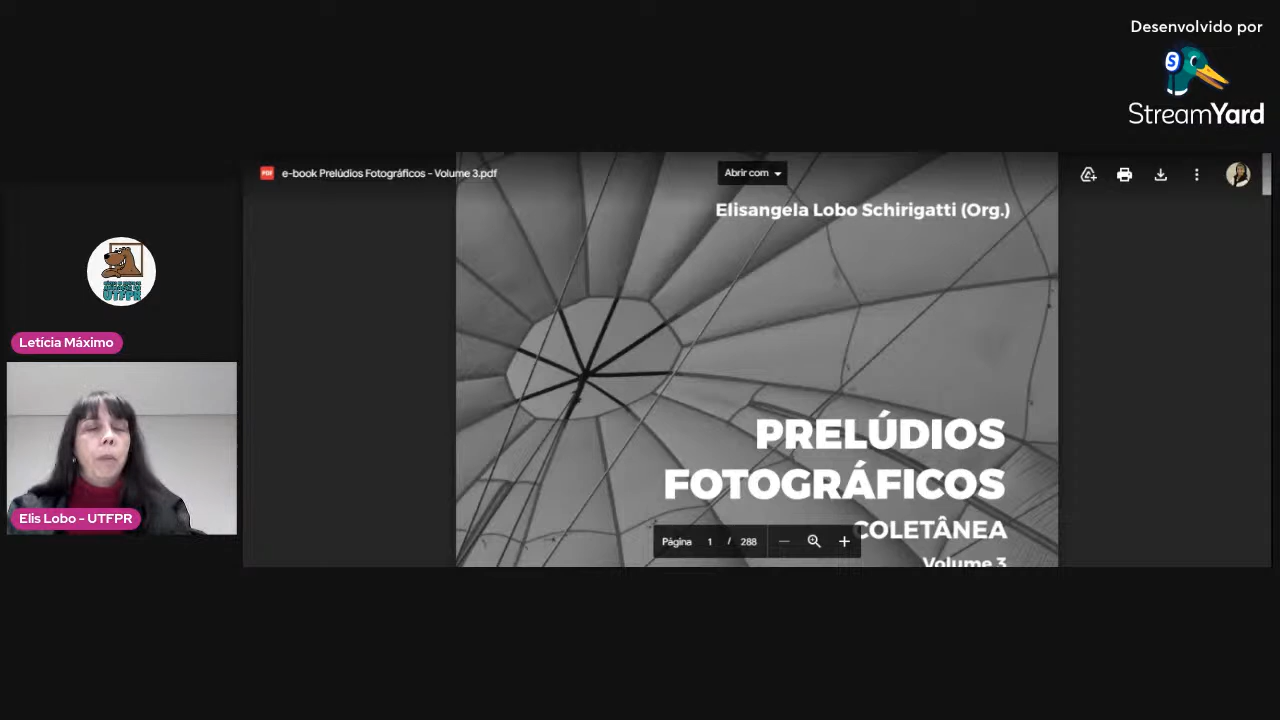 Desenvolvido por
S
StreamYard
e-book Prelúdios Fotográficos - Volume 3.pdf
Abrir com
Elisangela Lobo Schirigatti (Org.)
UTFPR
Letícia Máximo
PRELÚDIOS
FOTOGRÁFICOS
COLETÂNEA
Volume 3
Página 1 / 288
Elis Lobo - UTFPR